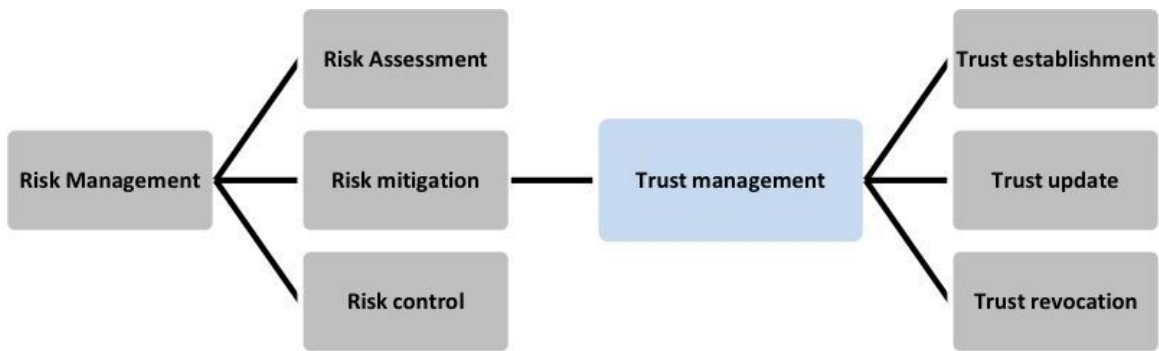 Risk Management
Risk Assessment
Risk mitigation
Risk control
Trust management
Trust establishment
Trust update
Trust revocation